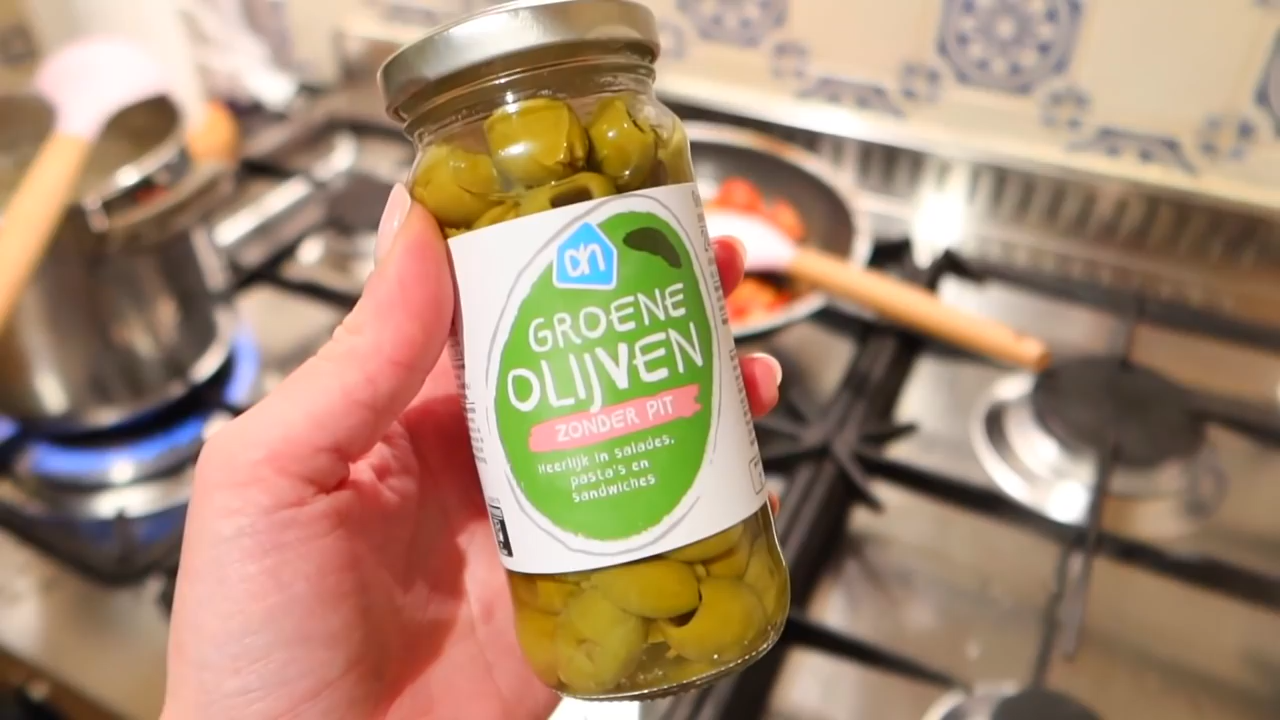 ah
GROENE
OLIJVEN
ZONDER PIT
Heerlijk in salades,
pasta's en
sandwiches